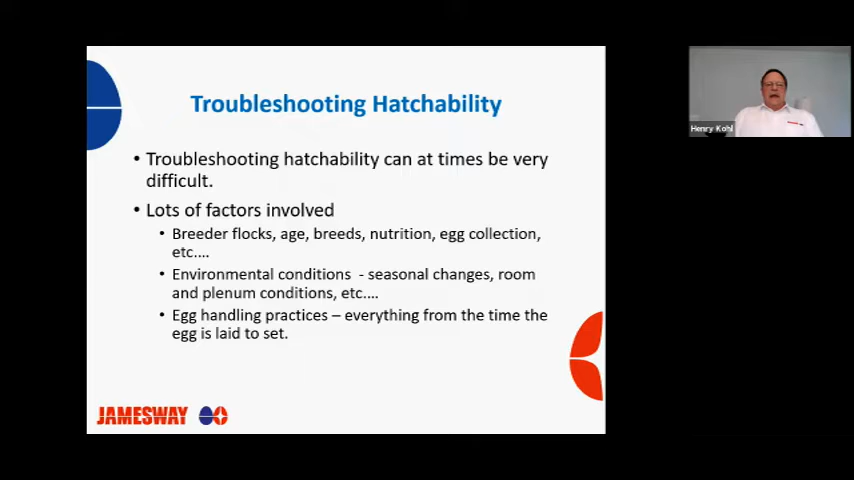 Troubleshooting Hatchability
• Troubleshooting hatchability can at times be very
difficult.
• Lots of factors involved
• Breeder flocks, age, breeds, nutrition, egg collection,
etc....
• Environmental conditions - seasonal changes, room
and plenum conditions, etc....
• Egg handling practices – everything from the time the
egg is laid to set.
JAMESWAY
Henry Kohl